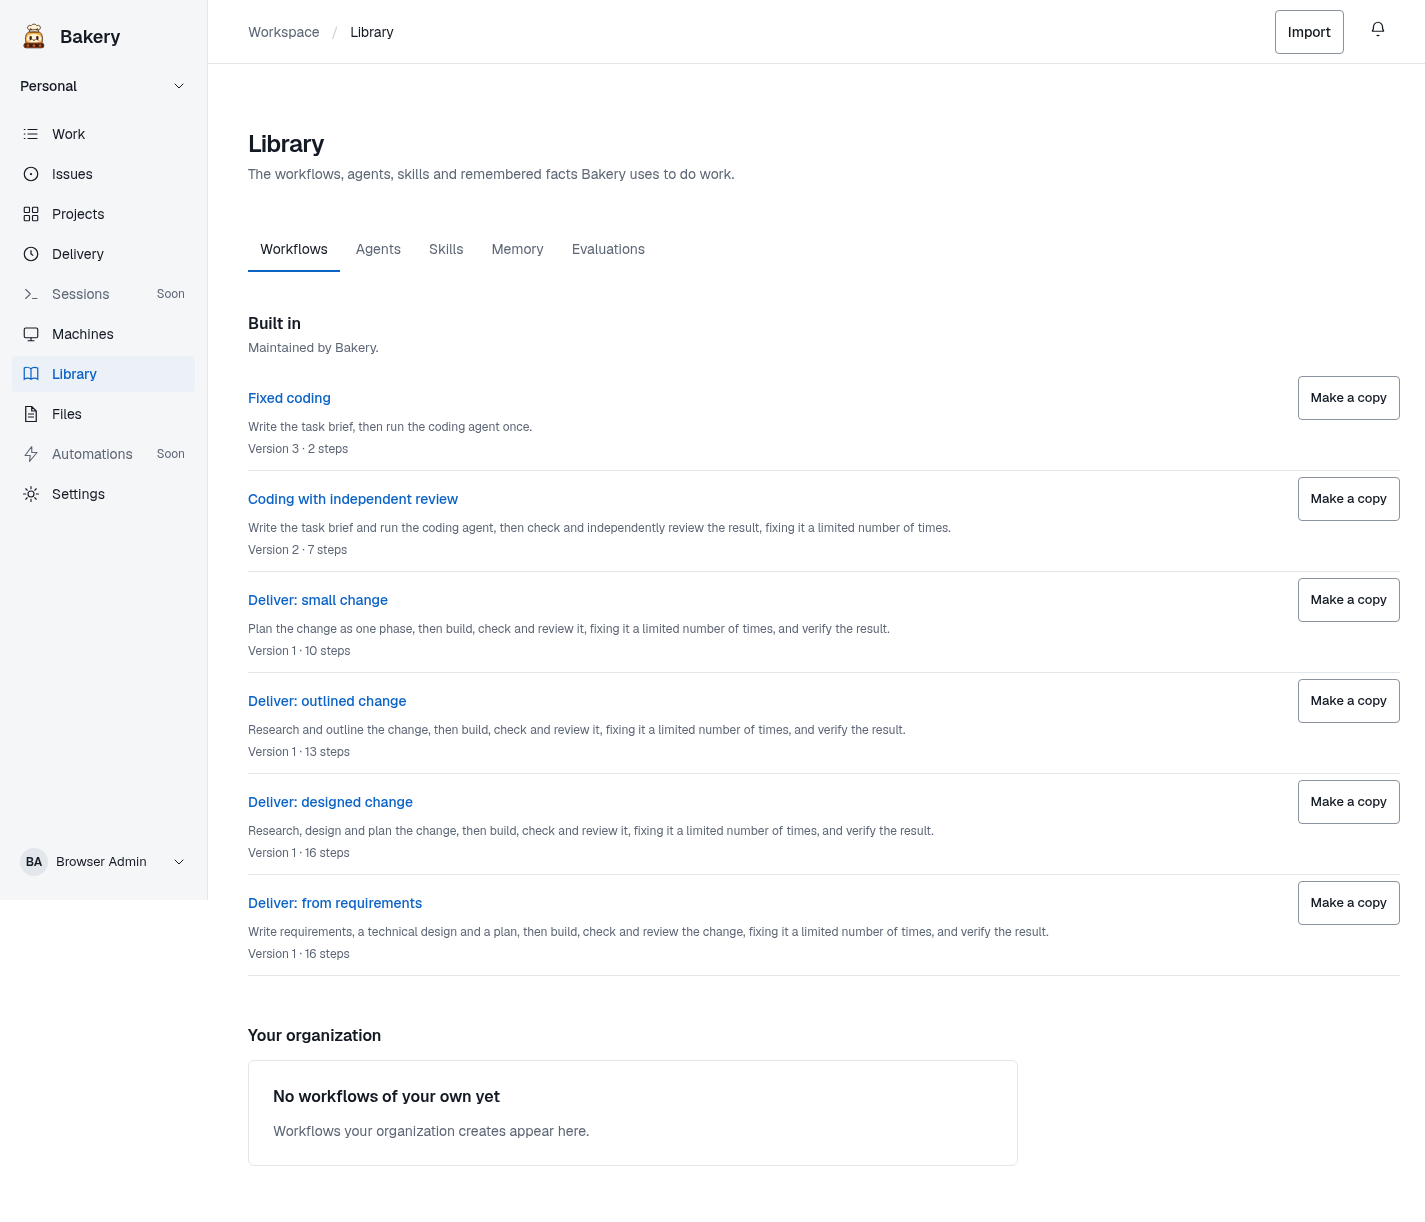 Bakery
Personal
Work
Issues
Projects
Delivery
Sessions Soon
Machines
Library
Files
Automations Soon
Settings
BA Browser Admin
Workspace / Library
Import
Library
The workflows, agents, skills and remembered facts Bakery uses to do work.
Workflows Agents Skills Memory Evaluations
Built in
Maintained by Bakery.
Fixed coding
Make a copy
Write the task brief, then run the coding agent once.
Version 3 · 2 steps
Coding with independent review
Make a copy
Write the task brief and run the coding agent, then check and independently review the result, fixing it a limited number of times.
Version 2 · 7 steps
Deliver: small change
Make a copy
Plan the change as one phase, then build, check and review it, fixing it a limited number of times, and verify the result.
Version 1 · 10 steps
Deliver: outlined change
Make a copy
Research and outline the change, then build, check and review it, fixing it a limited number of times, and verify the result.
Version 1 · 13 steps
Deliver: designed change
Make a copy
Research, design and plan the change, then build, check and review it, fixing it a limited number of times, and verify the result.
Version 1 · 16 steps
Deliver: from requirements
Make a copy
Write requirements, a technical design and a plan, then build, check and review the change, fixing it a limited number of times, and verify the result.
Version 1 · 16 steps
Your organization
No workflows of your own yet
Workflows your organization creates appear here.